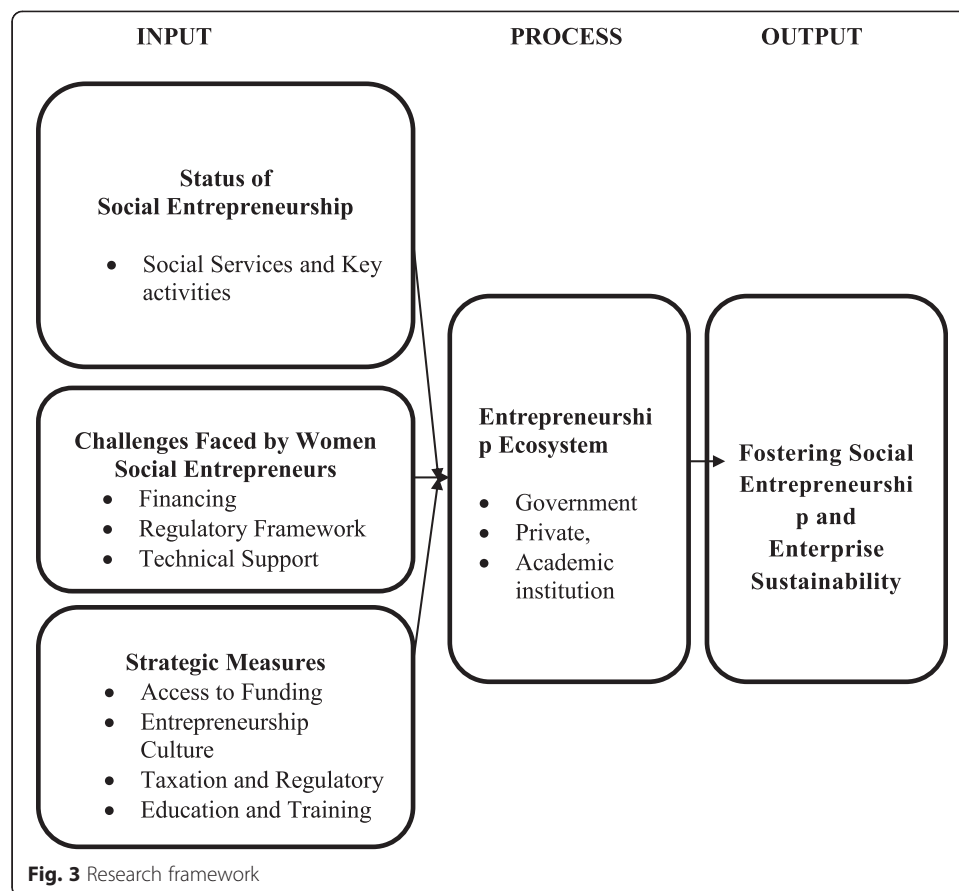 INPUT PROCESS OUTPUT
Status of
Social Entrepreneurship
• Social Services and Key
activities
Challenges Faced by Women
Social Entrepreneurs
• Financing
• Regulatory Framework
• Technical Support
Strategic Measures
• Access to Funding
• Entrepreneurship
Culture
• Taxation and Regulatory
• Education and Training
Entrepreneurshi
p Ecosystem
• Government
• Private,
• Academic
institution
Fostering Social
Entrepreneurshi
p and
Enterprise
Sustainability
Fig. 3 Research framework